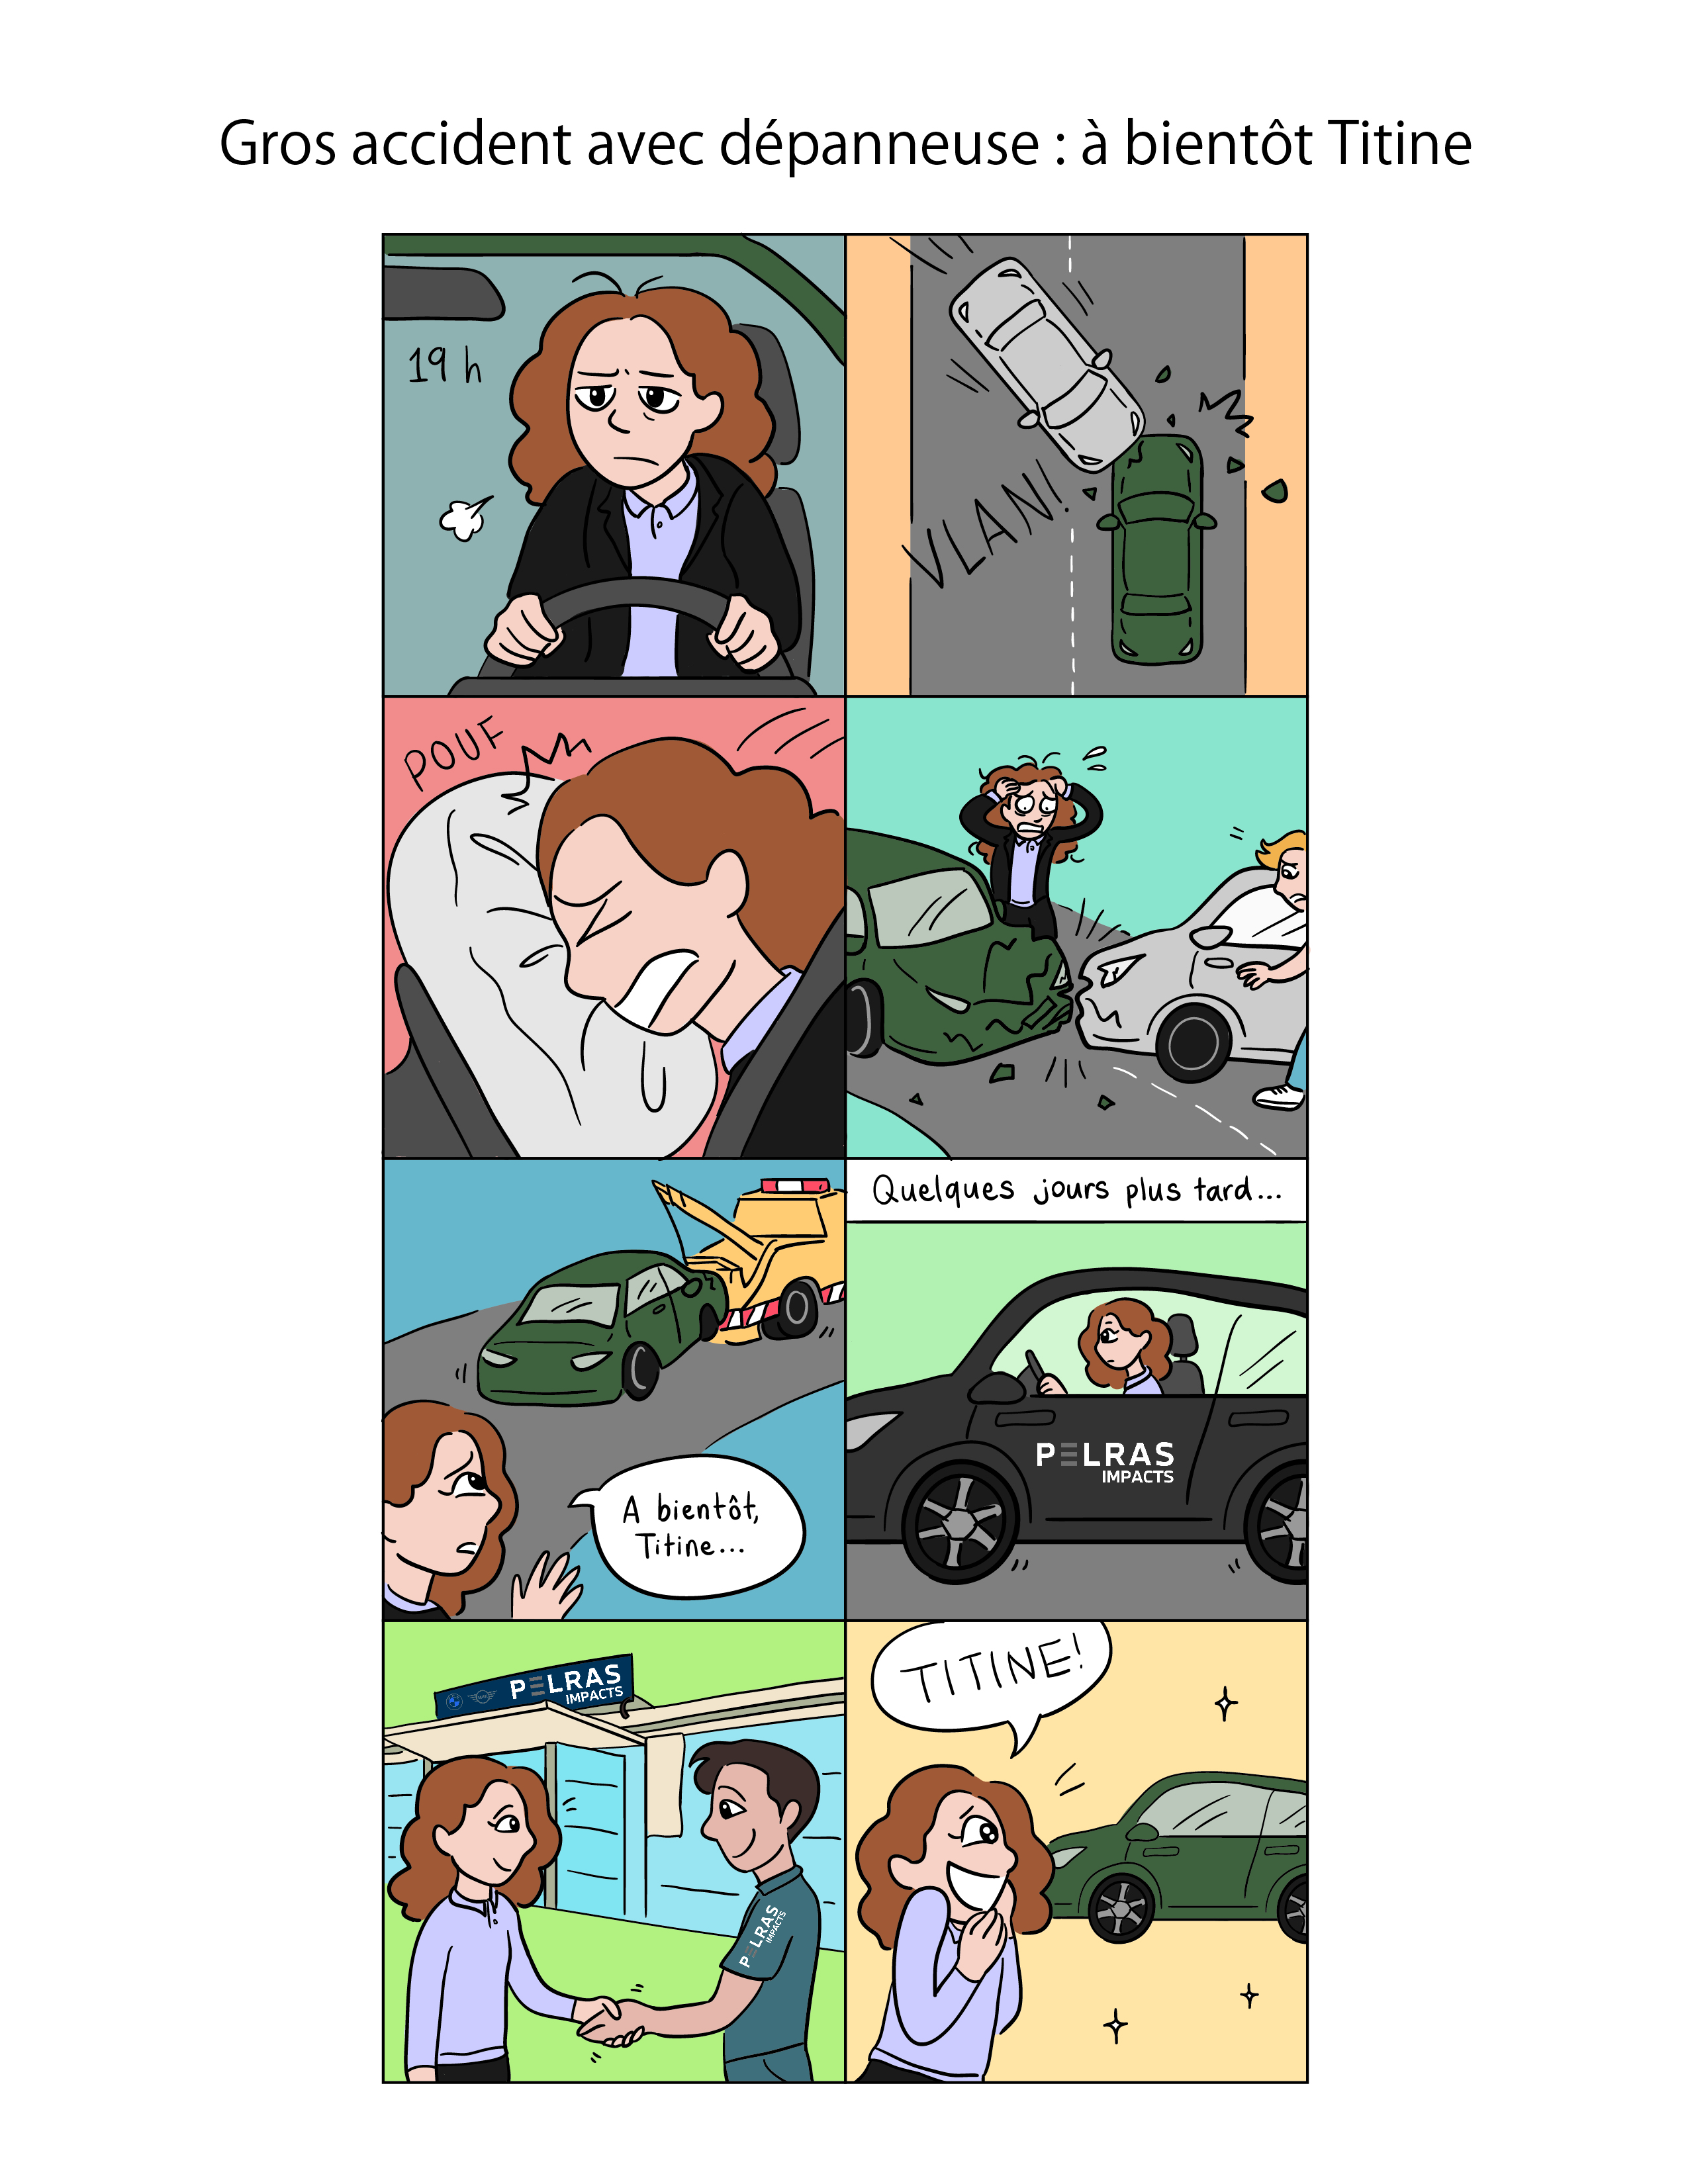 Gros accident avec dépanneuse : à bientôt Titine
19 h
VLAN!
POUF
A bientôt,
Titine...
Quelques jours plus tard...
PELRAS
IMPACTS
PELRAS
IMPACTS
PELRAS
IMPACTS
TITINE!